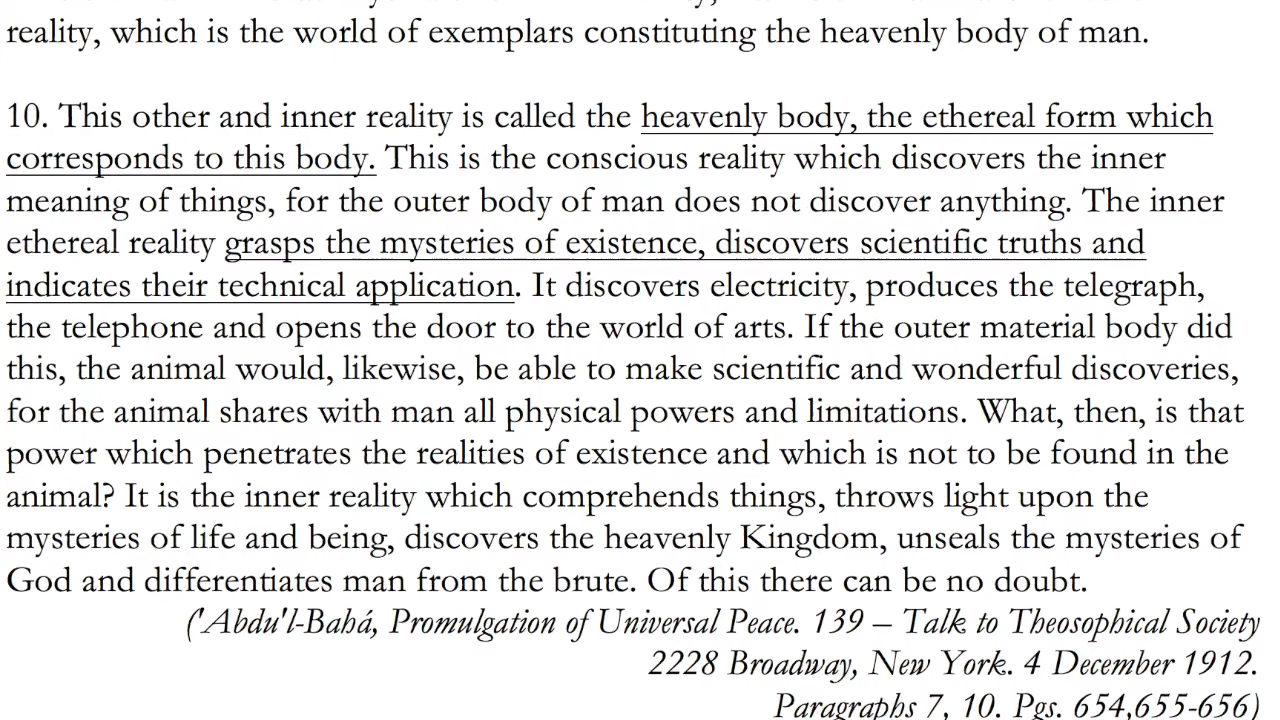 reality, which is the world of exemplars constituting the heavenly body of man.
10. This other and inner reality is called the heavenly body, the ethereal form which
corresponds to this body. This is the conscious reality which discovers the inner
meaning of things, for the outer body of man does not discover anything. The inner
ethereal reality grasps the mysteries of existence, discovers scientific truths and
indicates their technical application. It discovers electricity, produces the telegraph,
the telephone and opens the door to the world of arts. If the outer material body did
this, the animal would, likewise, be able to make scientific and wonderful discoveries,
for the animal shares with man all physical powers and limitations. What, then, is that
power which penetrates the realities of existence and which is not to be found in the
animal? It is the inner reality which comprehends things, throws light upon the
mysteries of life and being, discovers the heavenly Kingdom, unseals the mysteries of
God and differentiates man from the brute. Of this there can be no doubt.
('Abdu'l-Bahá, Promulgation of Universal Peace. 139 – Talk to Theosophical Society
2228 Broadway, New York. 4 December 1912.
Paragraphs 7, 10. Pgs. 654,655-656)